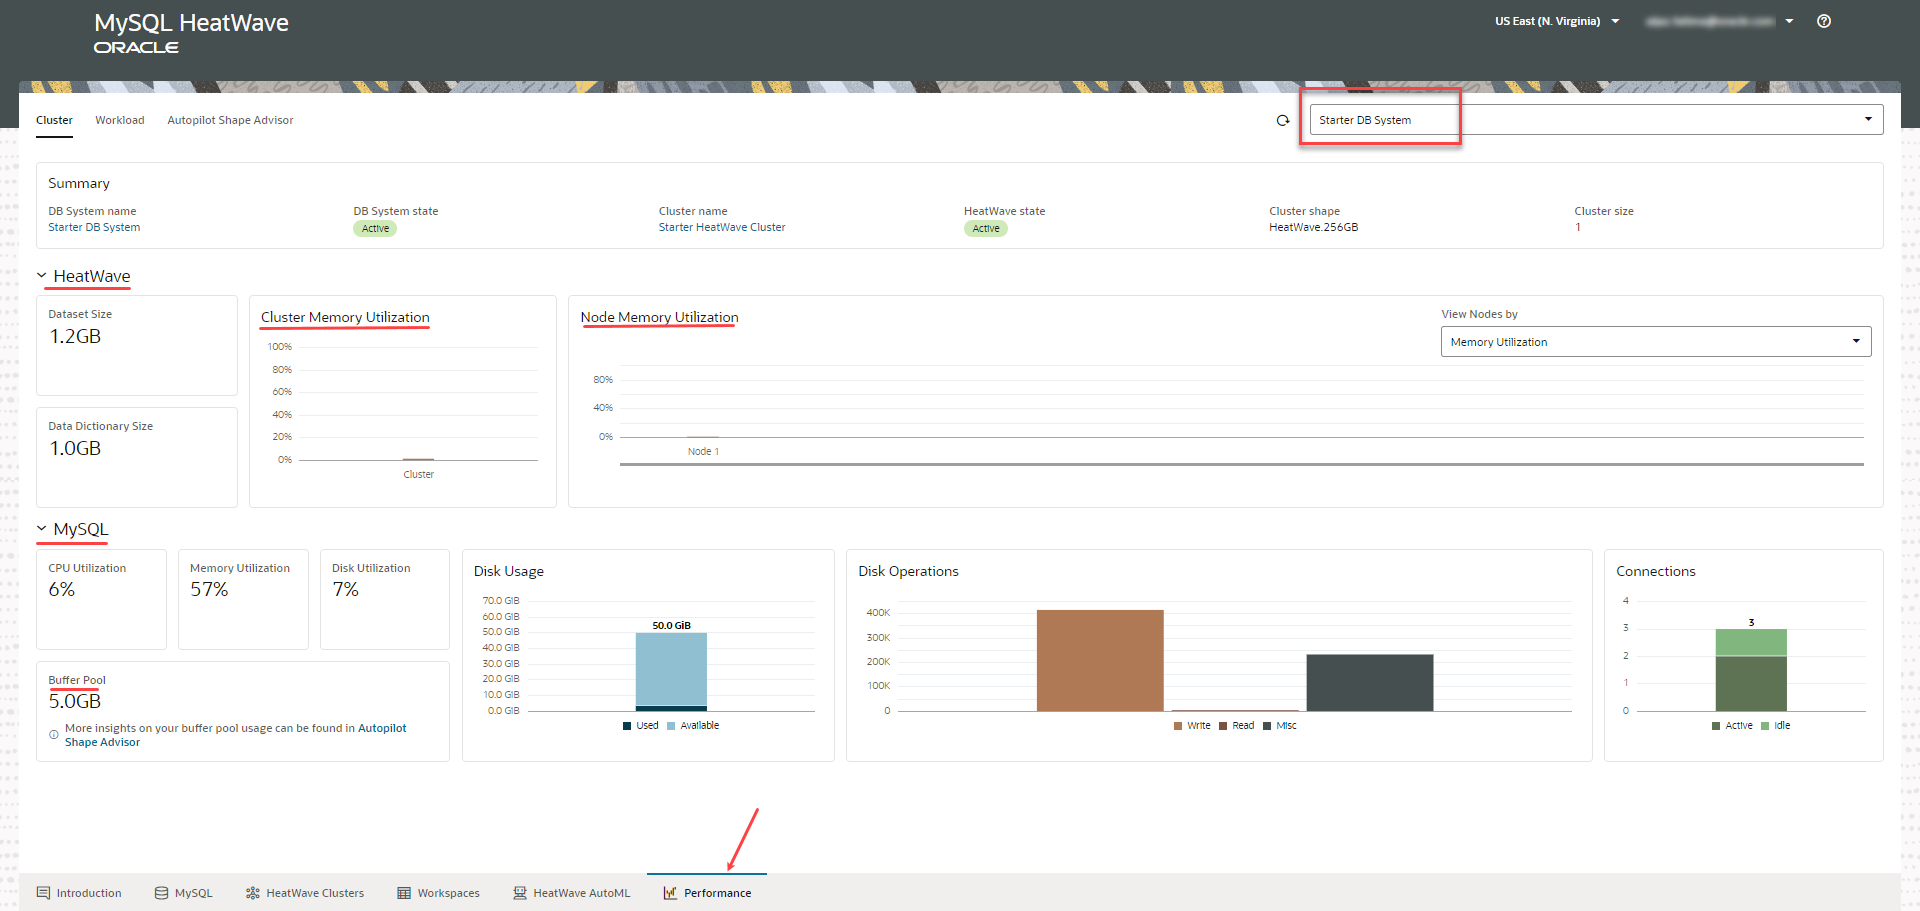 MySQL HeatWave
ORACLE
US East (N. Virginia)
Cluster Workload Autopilot Shape Advisor
Starter DB System
Summary
DB System name
Starter DB System
DB System state
Active
Cluster name
Starter HeatWave Cluster
HeatWave state
Active
Cluster shape
HeatWave.256GB
Cluster size
1
HeatWave
Dataset Size
1.2GB
Data Dictionary Size
1.0GB
Cluster Memory Utilization
100%
80%
60%
40%
20%
0%
Cluster
Node Memory Utilization
View Nodes by
Memory Utilization
80%
40%
0%
Node 1
MySQL
CPU Utilization
6%
Memory Utilization
57%
Disk Utilization
7%
Buffer Pool
5.0GB
More insights on your buffer pool usage can be found in Autopilot
Shape Advisor
Disk Usage
70.0 GiB
60.0 GiB
50.0 GiB
40.0 GiB
30.0 GiB
20.0 GiB
10.0 GiB
0.0 GiB
50.0 GiB
Used Available
Disk Operations
400K
300K
200K
100K
0
Write Read Misc
Connections
4
3
2
1
0
3
Active Idle
Introduction MySQL HeatWave Clusters Workspaces HeatWave AutoML Performance